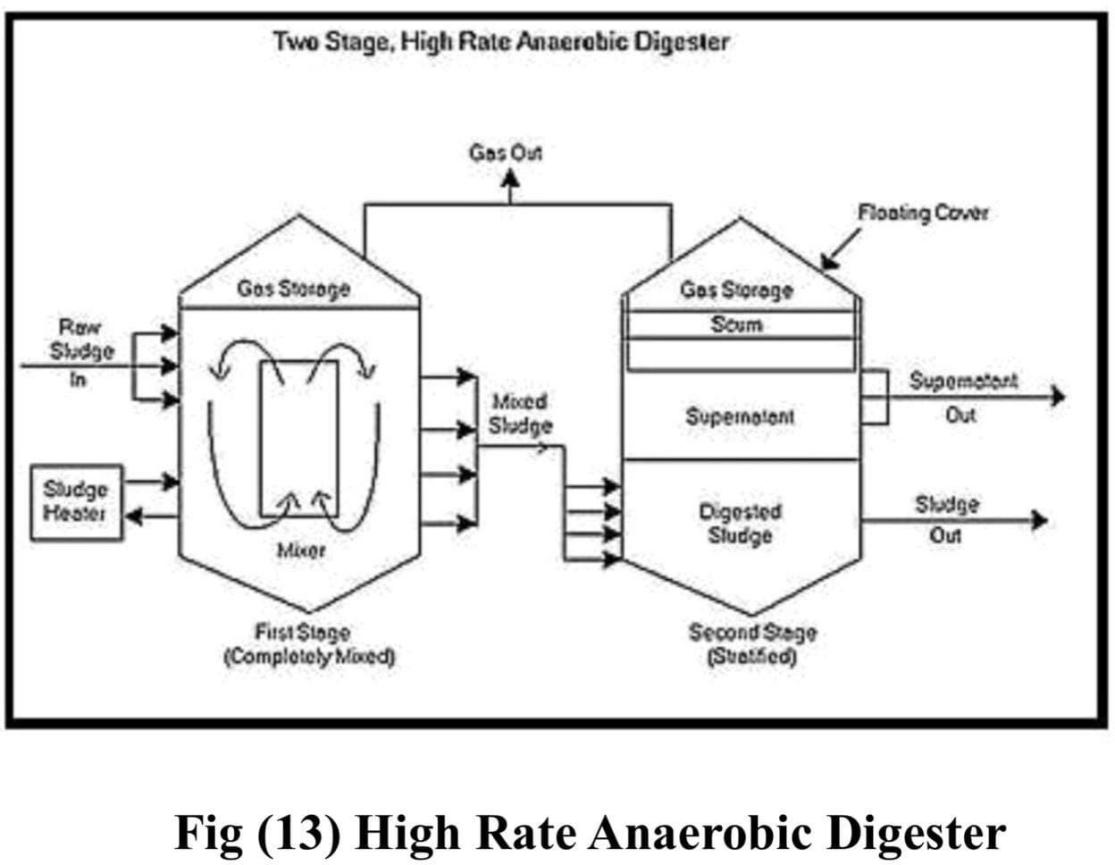 Two Stage, High Rate Anaerobic Digester
Gas Out
Floating Cover
Gas Storage
Gas Storage
Scum
Raw
Sludge
In
Mixed
Sludge
Supernatant
Out
Supernatant
Sludge
Heater
Digested
Sludge
Sludge
Out
Mixer
First Stage
(Completely Mixed)
Second Stage
(Stratified)
Fig (13) High Rate Anaerobic Digester